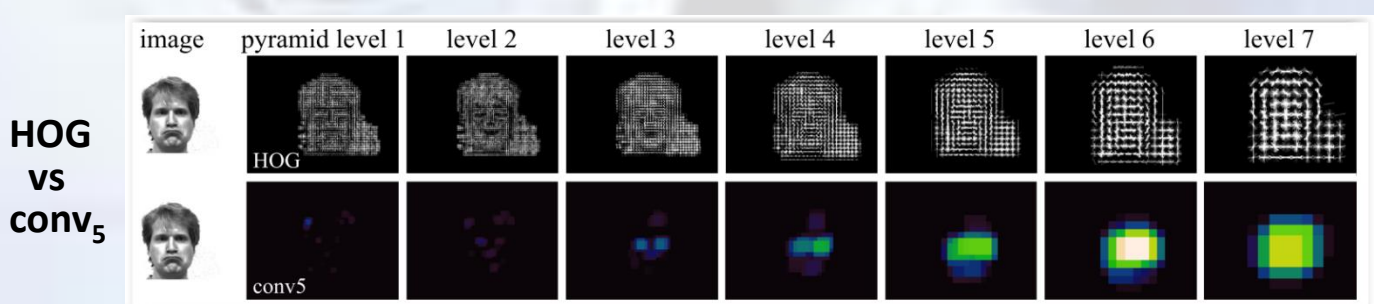 image pyramid level 1 level 2 level 3 level 4 level 5 level 6 level 7
HOG
HOG
vs
conv5
conv5